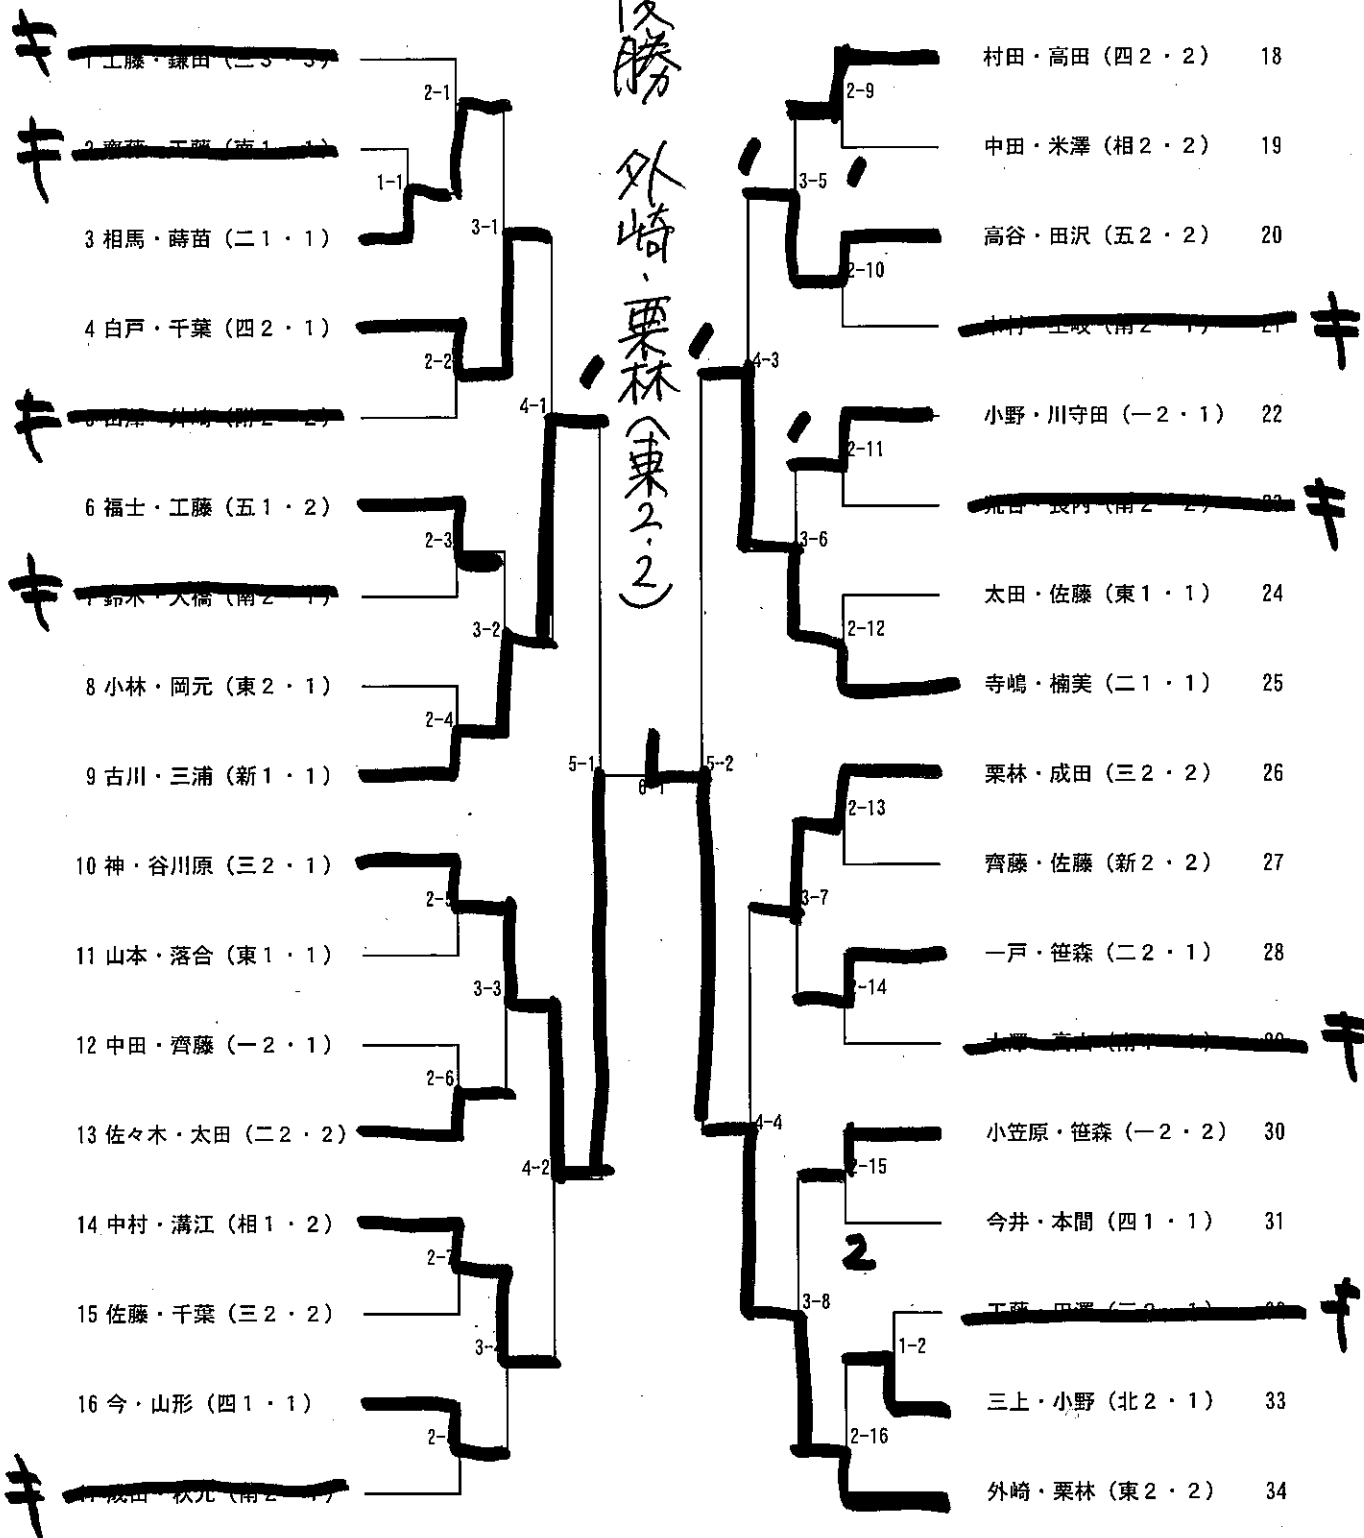 キ
2-1
キ
1-1
3 相馬・蒔苗 (二1・1)
3-1
4 白戸・千葉 (四2・1)
2-2
キ
4-1
6 福士・工藤 (五1・2)
2-3
キ
3-2
8 小林・岡元 (東2・1)
2-4
9 古川・三浦 (新1・1)
5-1
10 神・谷川原 (三2・1)
2-5
11 山本・落合 (東1・1)
3-3
12 中田・齊藤 (一2・1)
2-6
13 佐々木・太田 (二2・2)
4-2
14 中村・溝江 (相1・2)
2-7
15 佐藤・千葉 (三2・2)
3-4
16 今・山形 (四1・1)
キ
勝 外崎・栗林(東2・2)
村田・高田 (四2・2) 18
2-9
中田・米澤 (相2・2) 19
3-5
高谷・田沢 (五2・2) 20
2-10
キ
4-3
小野・川守田 (一2・1) 22
2-11
キ
3-6
太田・佐藤 (東1・1) 24
2-12
寺嶋・楠美 (二1・1) 25
5-2
栗林・成田 (三2・2) 26
2-13
齊藤・佐藤 (新2・2) 27
3-7
一戸・笹森 (二2・1) 28
2-14
キ
4-4
小笠原・笹森 (一2・2) 30
2-15
今井・本間 (四1・1) 31
2
3-8
キ
1-2
三上・小野 (北2・1) 33
2-16
外崎・栗林 (東2・2) 34